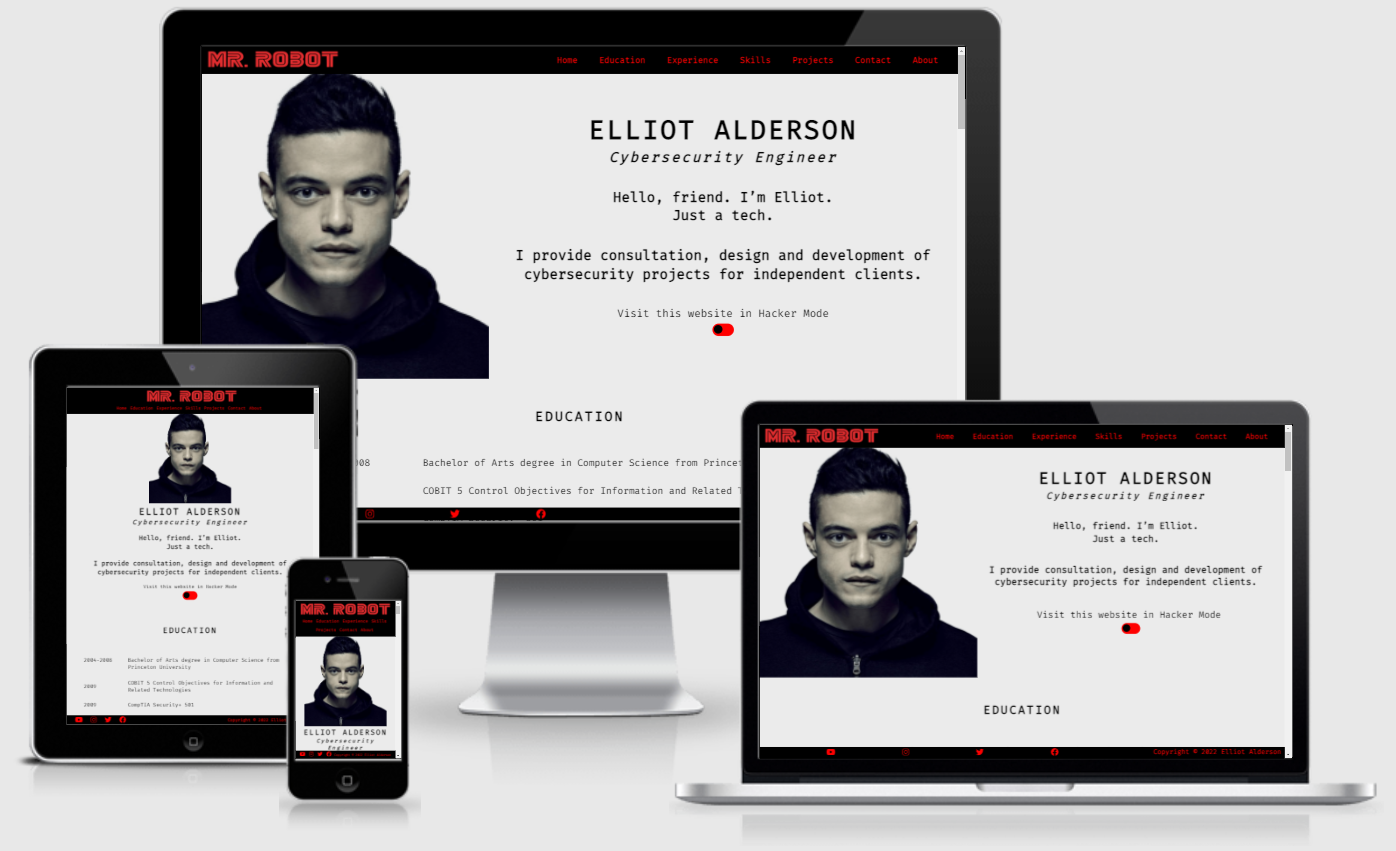 MR. ROBOT
Home Education Experience Skills Projects Contact About
ELLIOT ALDERSON
Cybersecurity Engineer
Hello, friend. I’m Elliot.
Just a tech.
I provide consultation, design and development of
cybersecurity projects for independent clients.
Visit this website in Hacker Mode
EDUCATION
08
Bachelor of Arts degree in Computer Science from Princet
COBIT 5 Control Objectives for Information and Related
MR. ROBOT
Home Education Experience Skills Projects Contact About
ELLIOT ALDERSON
Cybersecurity Engineer
Hello, friend. I’m Elliot.
Just a tech.
I provide consultation, design and development of
cybersecurity projects for independent clients.
Visit this website in Hacker Mode
EDUCATION
2004-2008 Bachelor of Arts degree in Computer Science from
Princeton University
2009 COBIT 5 Control Objectives for Information and
Related Technologies
2009 CompTIA Security+ 501
Copyright © 2022 Elliot
MR. ROBOT
Home Education Experience Skills
Projects Contact About
ELLIOT ALDERSON
Cybersecurity
Engineer
MR. ROBOT
Home Education Experience Skills Projects Contact About
ELLIOT ALDERSON
Cybersecurity Engineer
Hello, friend. I’m Elliot.
Just a tech.
I provide consultation, design and development of
cybersecurity projects for independent clients.
Visit this website in Hacker Mode
EDUCATION
Copyright © 2022 Elliot Alderson